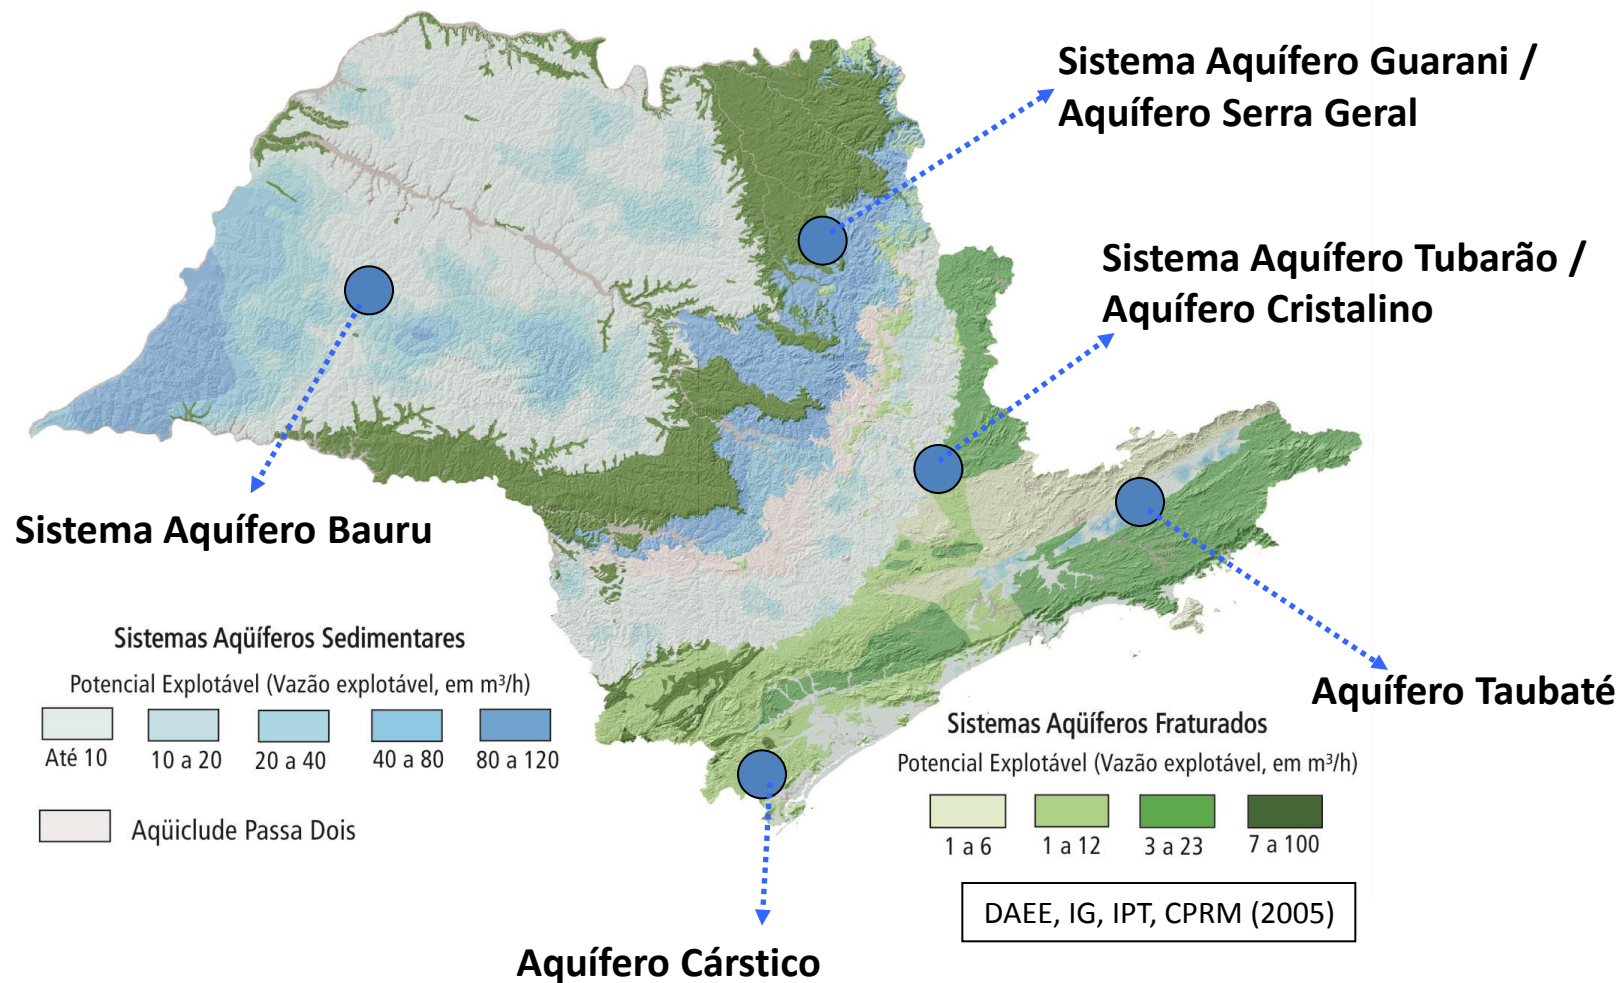 Sistema Aquífero Guarani /
Aquífero Serra Geral
Sistema Aquífero Tubarão /
Aquífero Cristalino
Sistema Aquífero Bauru
Sistemas Aqüíferos Sedimentares
Potencial Explotável (Vazão explotável, em m³/h)
Até 10 10 a 20 20 a 40 40 a 80 80 a 120
Aqüiclude Passa Dois
Aquífero Taubaté
Sistemas Aqüíferos Fraturados
Potencial Explotável (Vazão explotável, em m³/h)
1 a 6 1 a 12 3 a 23 7 a 100
DAEE, IG, IPT, CPRM (2005)
Aquífero Cárstico